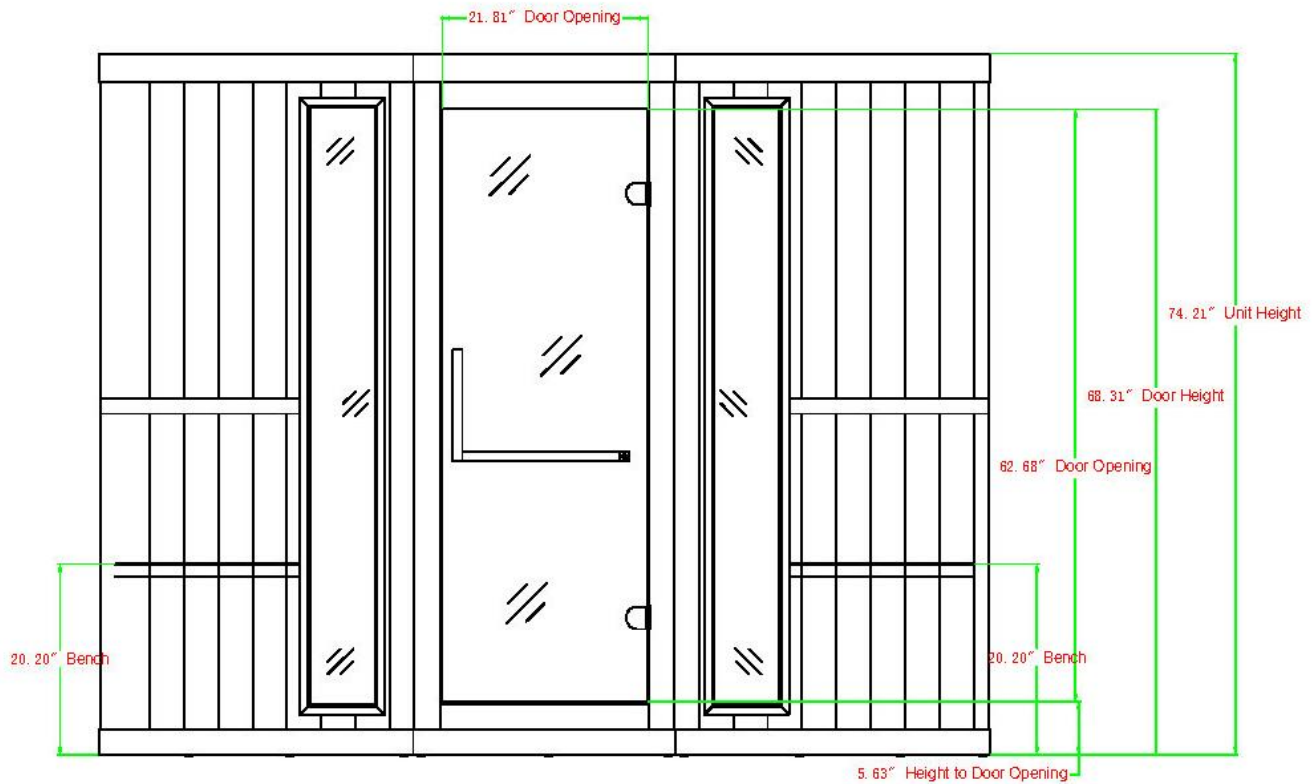 21.81" Door Opening
74.21" Unit Height
68.31" Door Height
62.68" Door Opening
20.20" Bench
20.20" Bench
5.63" Height to Door Opening